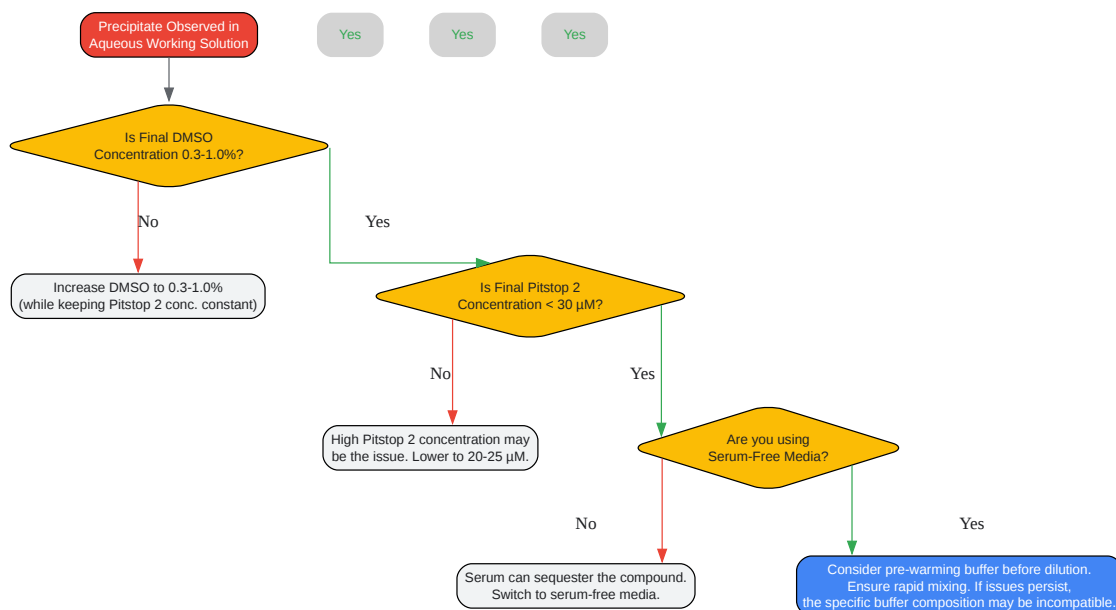 Precipitate Observed in
Aqueous Working Solution
Yes
Yes
Yes
Is Final DMSO
Concentration 0.3-1.0%?
No
Yes
Increase DMSO to 0.3-1.0%
(while keeping Pitstop 2 conc. constant)
Is Final Pitstop 2
Concentration < 30 µM?
No
Yes
High Pitstop 2 concentration may
be the issue. Lower to 20-25 µM.
Are you using
Serum-Free Media?
No
Yes
Serum can sequester the compound.
Switch to serum-free media.
Consider pre-warming buffer before dilution.
Ensure rapid mixing. If issues persist,
the specific buffer composition may be incompatible.